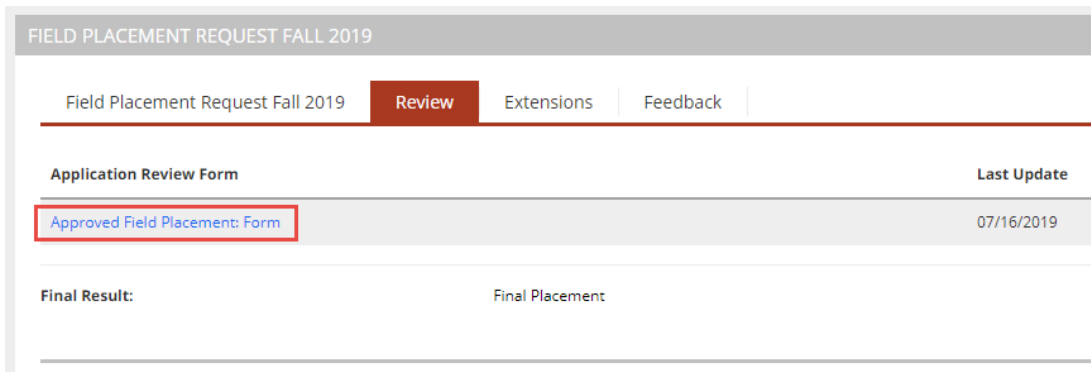 FIELD PLACEMENT REQUEST FALL 2019
Field Placement Request Fall 2019 Review Extensions Feedback
Application Review Form Last Update
Approved Field Placement: Form 07/16/2019
Final Result: Final Placement